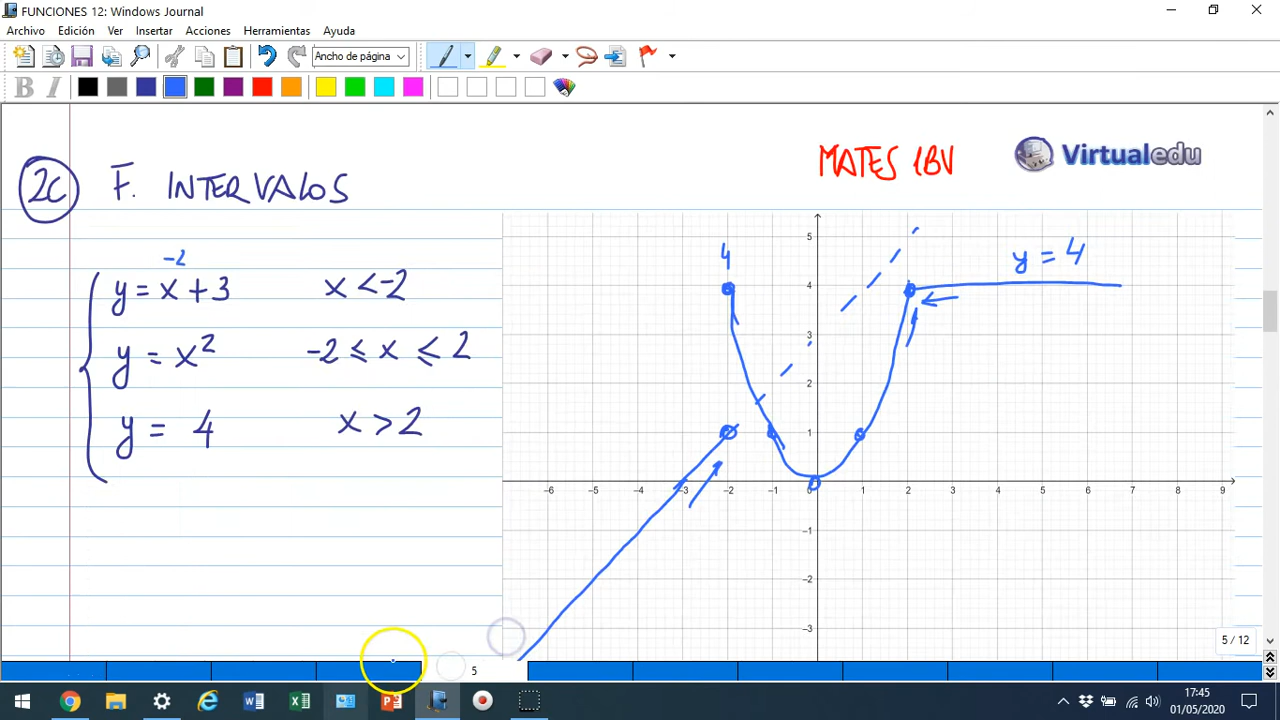 FUNCIONES 12: Windows Journal
Archivo Edición Ver Insertar Acciones Herramientas Ayuda
Ancho de página
B I
MATES 1BV
Virtualedu
2C F. INTERVALOS
-2
y = x + 3 x < -2
y = x² -2 ≤ x ≤ 2
y = 4 x > 2
4
y = 4
5
4
3
2
1
-6 -5 -4 -3 -2 -1 0 1 2 3 4 5 6 7 8 9
-1
-2
-3
5 / 12
5
17:45
01/05/2020